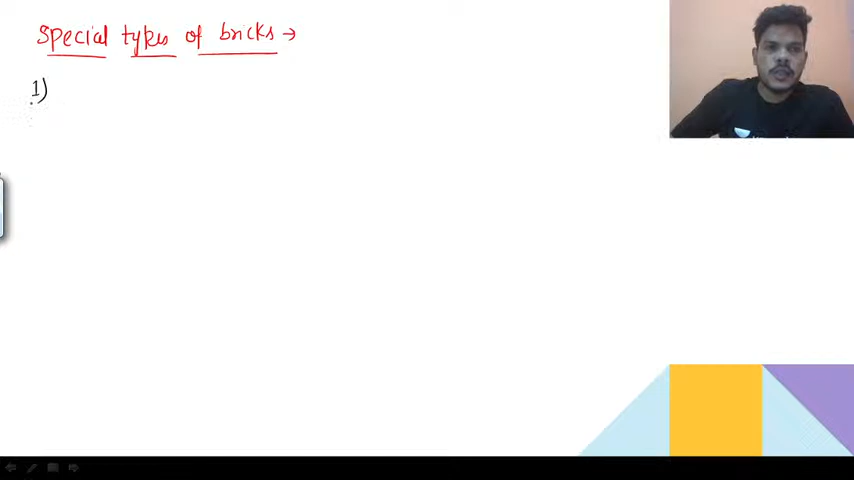 Special types of bricks →
1)